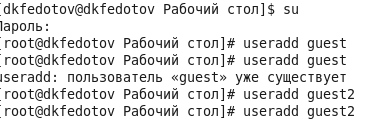 [dkfedotov@dkfedotov Рабочий стол]$ su
Пароль:
[root@dkfedotov Рабочий стол]# useradd guest
[root@dkfedotov Рабочий стол]# useradd guest
useradd: пользователь «guest» уже существует
[root@dkfedotov Рабочий стол]# useradd guest2
[root@dkfedotov Рабочий стол]# useradd guest2